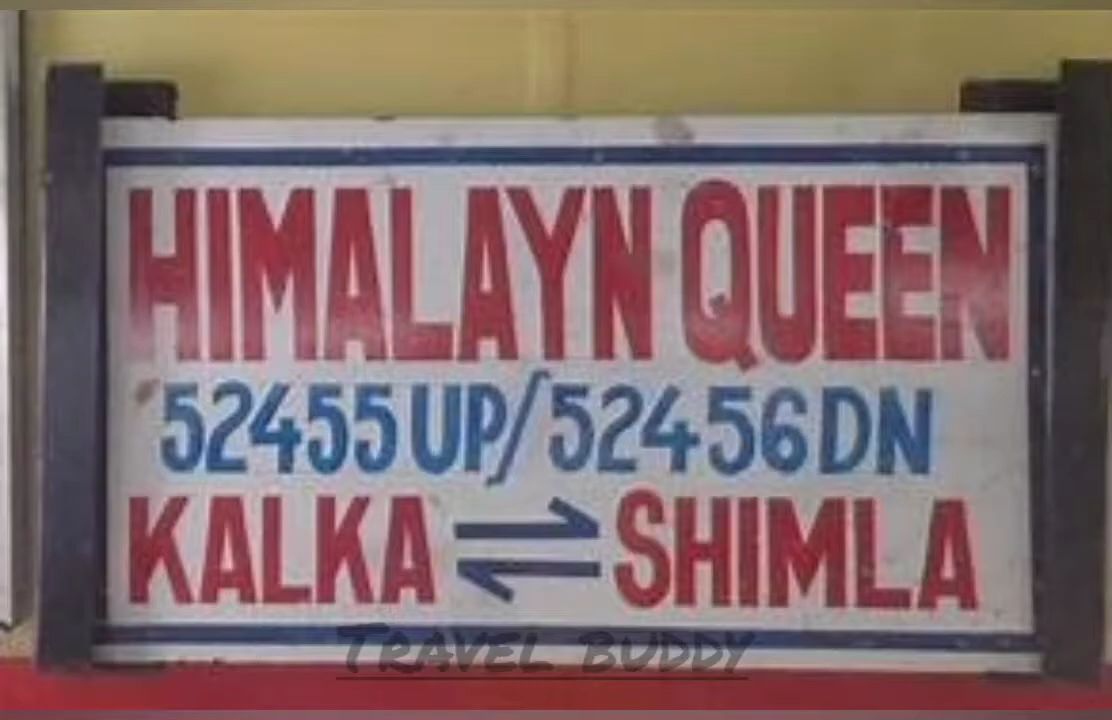 HIMALAYN QUEEN
52455 UP/52456 DN
KALKA ⇌ SHIMLA
TRAVEL BUDDY